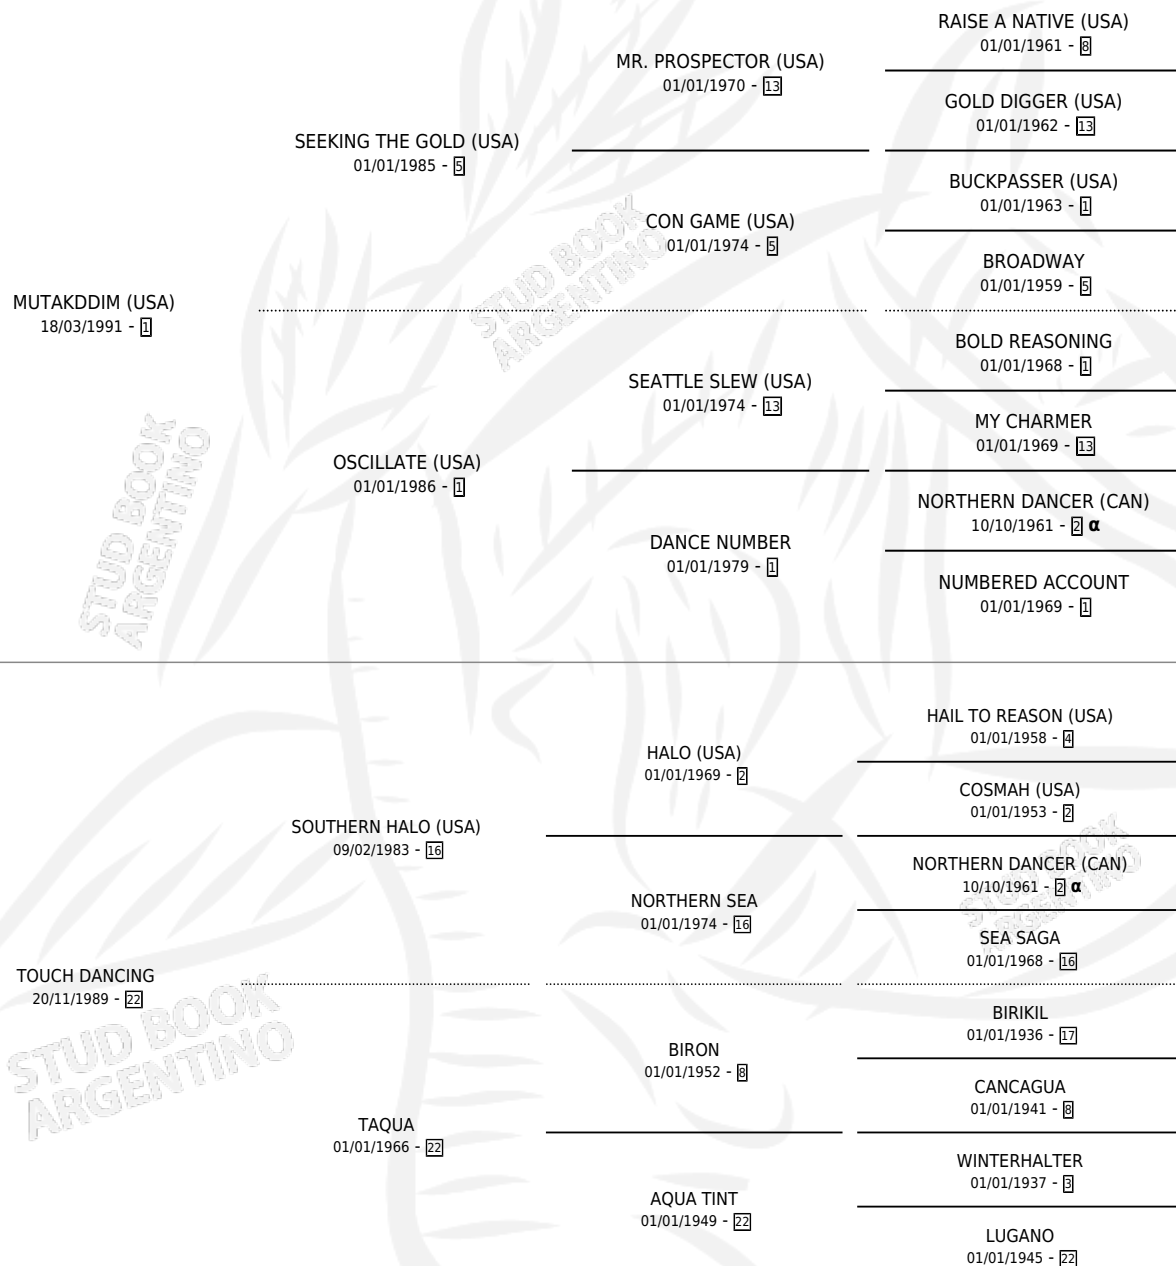 RAISE A NATIVE (USA)
01/01/1961 - 8
MR. PROSPECTOR (USA)
01/01/1970 - 13
GOLD DIGGER (USA)
01/01/1962 - 13
SEEKING THE GOLD (USA)
01/01/1985 - 5
BUCKPASSER (USA)
01/01/1963 - 1
CON GAME (USA)
01/01/1974 - 5
BROADWAY
01/01/1959 - 5
MUTAKDDIM (USA)
18/03/1991 - 1
BOLD REASONING
01/01/1968 - 1
SEATTLE SLEW (USA)
01/01/1974 - 13
MY CHARMER
01/01/1969 - 13
OSCILLATE (USA)
01/01/1986 - 1
NORTHERN DANCER (CAN)
10/10/1961 - 2 α
DANCE NUMBER
01/01/1979 - 1
NUMBERED ACCOUNT
01/01/1969 - 1
HAIL TO REASON (USA)
01/01/1958 - 4
HALO (USA)
01/01/1969 - 2
COSMAH (USA)
01/01/1953 - 2
SOUTHERN HALO (USA)
09/02/1983 - 16
NORTHERN DANCER (CAN)
10/10/1961 - 2 α
NORTHERN SEA
01/01/1974 - 16
SEA SAGA
01/01/1968 - 16
TOUCH DANCING
20/11/1989 - 22
BIRIKIL
01/01/1936 - 17
BIRON
01/01/1952 - 8
CANCAGUA
01/01/1941 - 8
TAQUA
01/01/1966 - 22
WINTERHALTER
01/01/1937 - 3
AQUA TINT
01/01/1949 - 22
LUGANO
01/01/1945 - 22
STUD BOOK
ARGENTINO
STUD BOOK
ARGENTINO
STUD BOOK
ARGENTINO
STUD BOOK
ARGENTINO